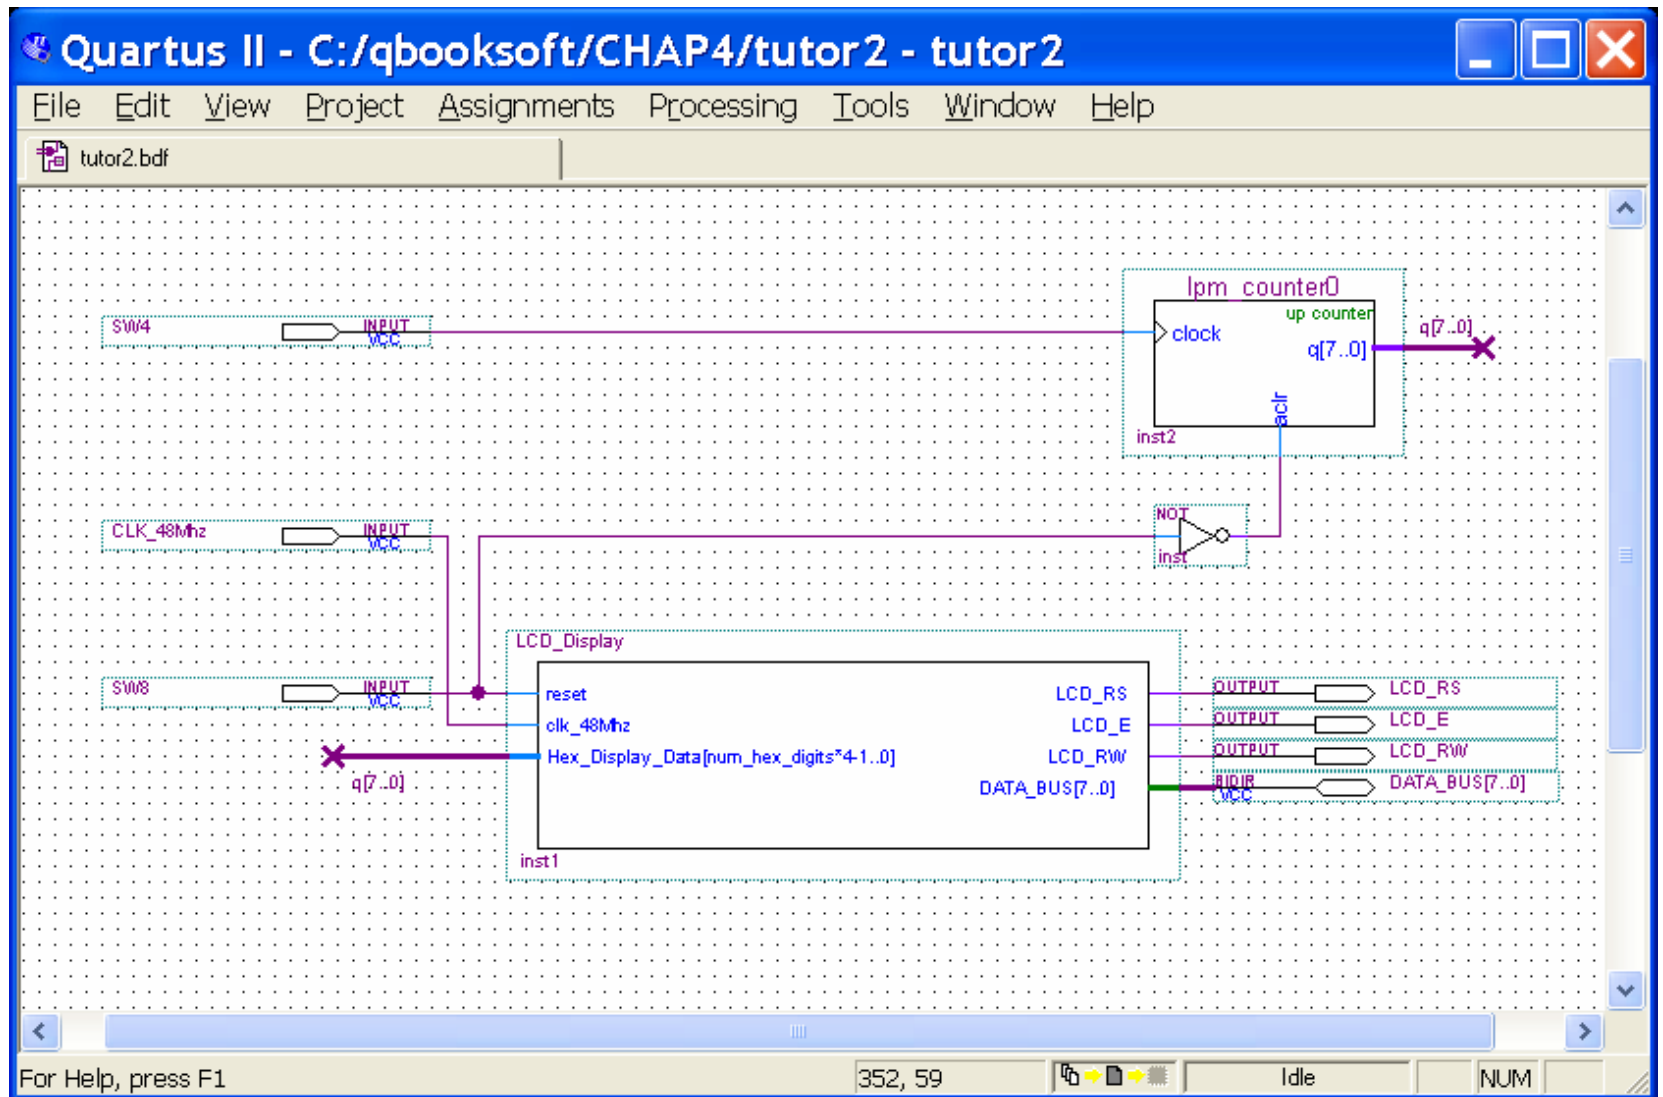 Quartus II - C:/qbooksoft/CHAP4/tutor2 - tutor2
File Edit View Project Assignments Processing Tools Window Help
tutor2.bdf
lpm_counter0
up counter
SW4 INPUT
VCC
clock
q[7..0]
q[7..0]
aclr
inst2
CLK_48Mhz INPUT
VCC
NOT
inst
LCD_Display
SW8 INPUT
VCC
reset
LCD_RS
OUTPUT
LCD_RS
clk_48Mhz
LCD_E
OUTPUT
LCD_E
Hex_Display_Data[num_hex_digits*4-1..0]
LCD_RW
OUTPUT
LCD_RW
q[7..0]
DATA_BUS[7..0]
BIDIR
VCC
DATA_BUS[7..0]
inst1
For Help, press F1
352, 59
Idle
NUM